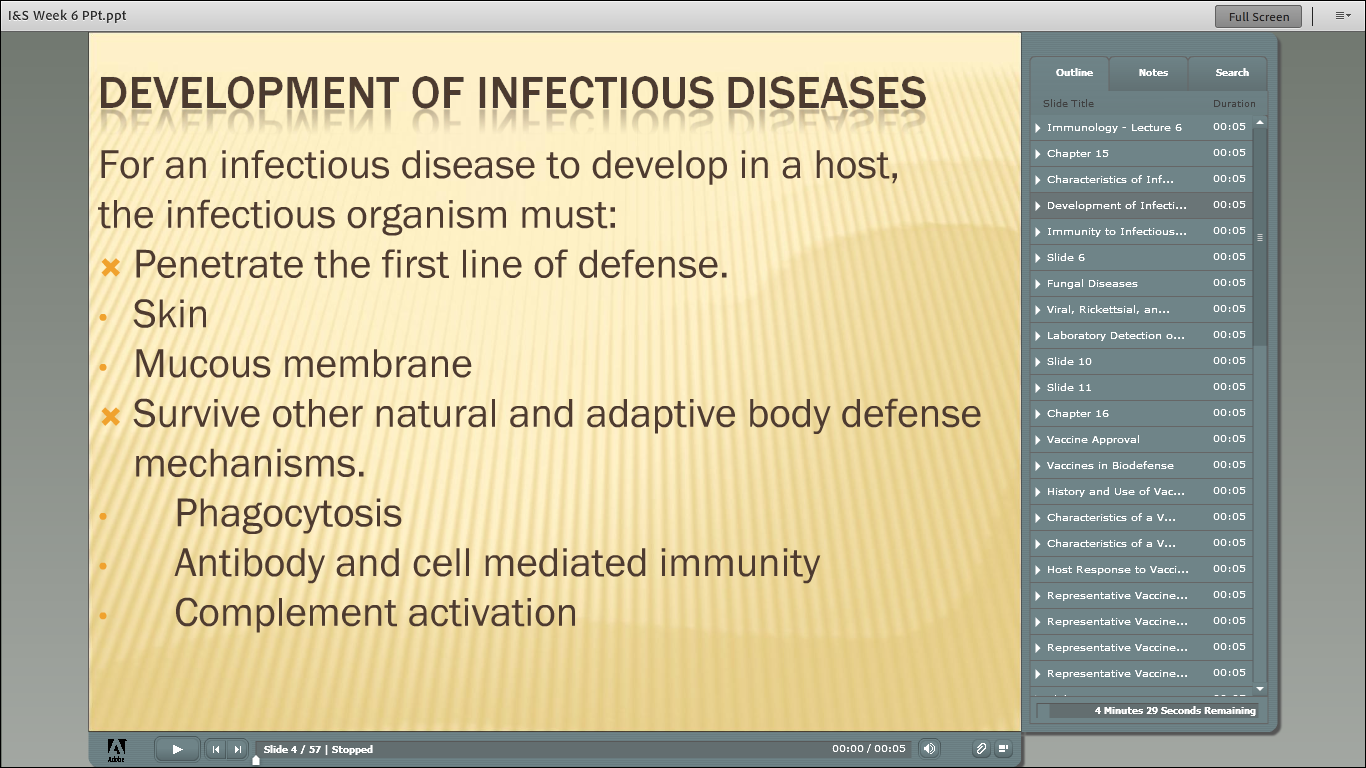 I&S Week 6 PPt.ppt
Full Screen
DEVELOPMENT OF INFECTIOUS DISEASES
For an infectious disease to develop in a host,
the infectious organism must:
Penetrate the first line of defense.
Skin
Mucous membrane
Survive other natural and adaptive body defense
mechanisms.
Phagocytosis
Antibody and cell mediated immunity
Complement activation
Outline Notes Search
Slide Title Duration
Immunology - Lecture 6 00:05
Chapter 15 00:05
Characteristics of Inf... 00:05
Development of Infecti... 00:05
Immunity to Infectious... 00:05
Slide 6 00:05
Fungal Diseases 00:05
Viral, Rickettsial, an... 00:05
Laboratory Detection o... 00:05
Slide 10 00:05
Slide 11 00:05
Chapter 16 00:05
Vaccine Approval 00:05
Vaccines in Biodefense 00:05
History and Use of Vac... 00:05
Characteristics of a V... 00:05
Characteristics of a V... 00:05
Host Response to Vacci... 00:05
Representative Vaccine... 00:05
Representative Vaccine... 00:05
Representative Vaccine... 00:05
Representative Vaccine... 00:05
4 Minutes 29 Seconds Remaining
Adobe
Slide 4 / 57 | Stopped
00:00 / 00:05